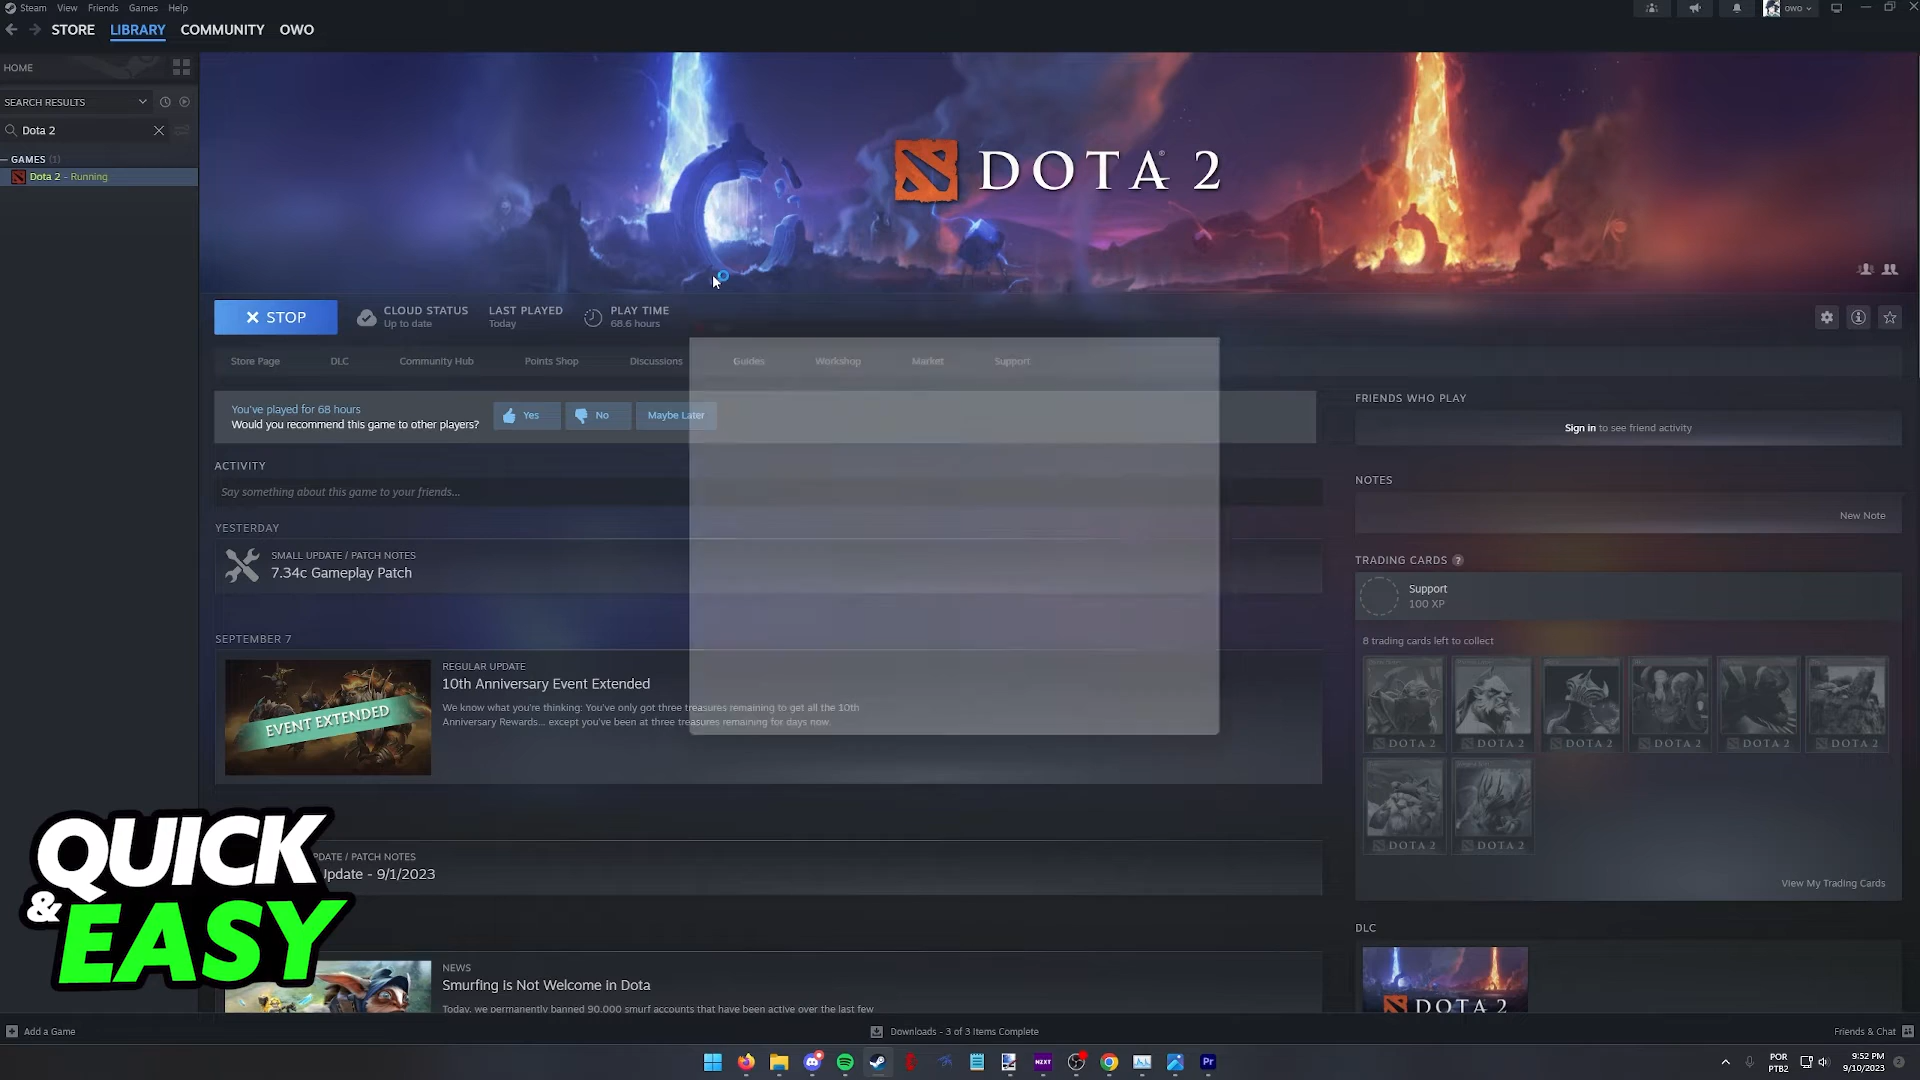 Steam View Friends Games Help
owo
STORE LIBRARY COMMUNITY OWO
HOME
SEARCH RESULTS
Dota 2
GAMES (1)
Dota 2 - Running
DOTA 2
STOP
CLOUD STATUS
Up to date
LAST PLAYED
Today
PLAY TIME
68.6 hours
Store Page DLC Community Hub Points Shop Discussions Guides Workshop Market Support
You've played for 68 hours
Would you recommend this game to other players?
Yes
No
Maybe Later
ACTIVITY
Say something about this game to your friends...
YESTERDAY
SMALL UPDATE / PATCH NOTES
7.34c Gameplay Patch
SEPTEMBER 7
EVENT EXTENDED
REGULAR UPDATE
10th Anniversary Event Extended
We know what you're thinking: You've only got three treasures remaining to get all the 10th
Anniversary Rewards... except you've been at three treasures remaining for days now.
PDATE / PATCH NOTES
Update - 9/1/2023
NEWS
Smurfing is Not Welcome in Dota
Today, we permanently banned 90,000 smurf accounts that have been active over the last few
FRIENDS WHO PLAY
Sign in to see friend activity
NOTES
New Note
TRADING CARDS ?
Support
100 XP
8 trading cards left to collect
DOTA 2 DOTA 2 DOTA 2 DOTA 2 DOTA 2 DOTA 2
DOTA 2 DOTA 2
View My Trading Cards
DLC
DOTA 2
QUICK
& EASY
Add a Game
Downloads - 3 of 3 Items Complete
Friends & Chat
NZXT
Pr
POR
PTB2
9:52 PM
9/10/2023